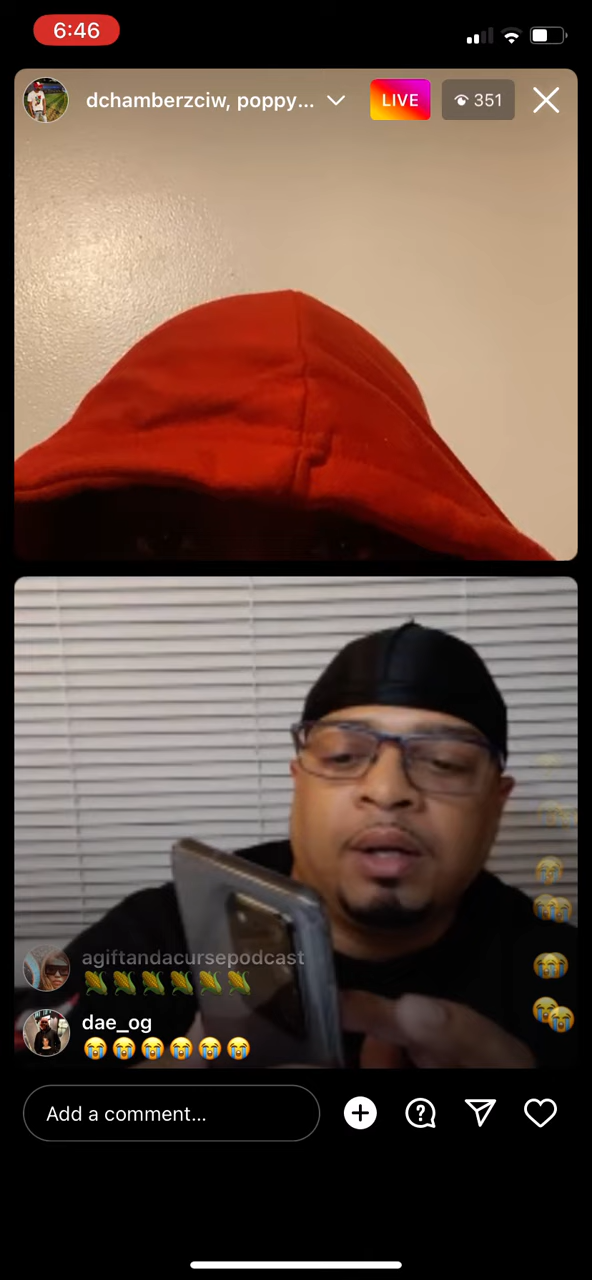 6:46
dchamberzciw, poppy...
LIVE
351
agiftandacursepodcast
🌽🌽🌽🌽🌽🌽
dae_og
😭😭😭😭😭😭
Add a comment...